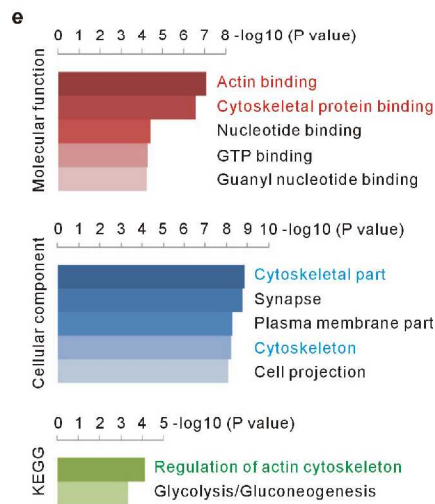 e
0 1 2 3 4 5 6 7 8 -log10 (P value)
Molecular function
Actin binding
Cytoskeletal protein binding
Nucleotide binding
GTP binding
Guanyl nucleotide binding
0 1 2 3 4 5 6 7 8 9 10 -log10 (P value)
Cellular component
Cytoskeletal part
Synapse
Plasma membrane part
Cytoskeleton
Cell projection
0 1 2 3 4 5 -log10 (P value)
KEGG
Regulation of actin cytoskeleton
Glycolysis/Gluconeogenesis